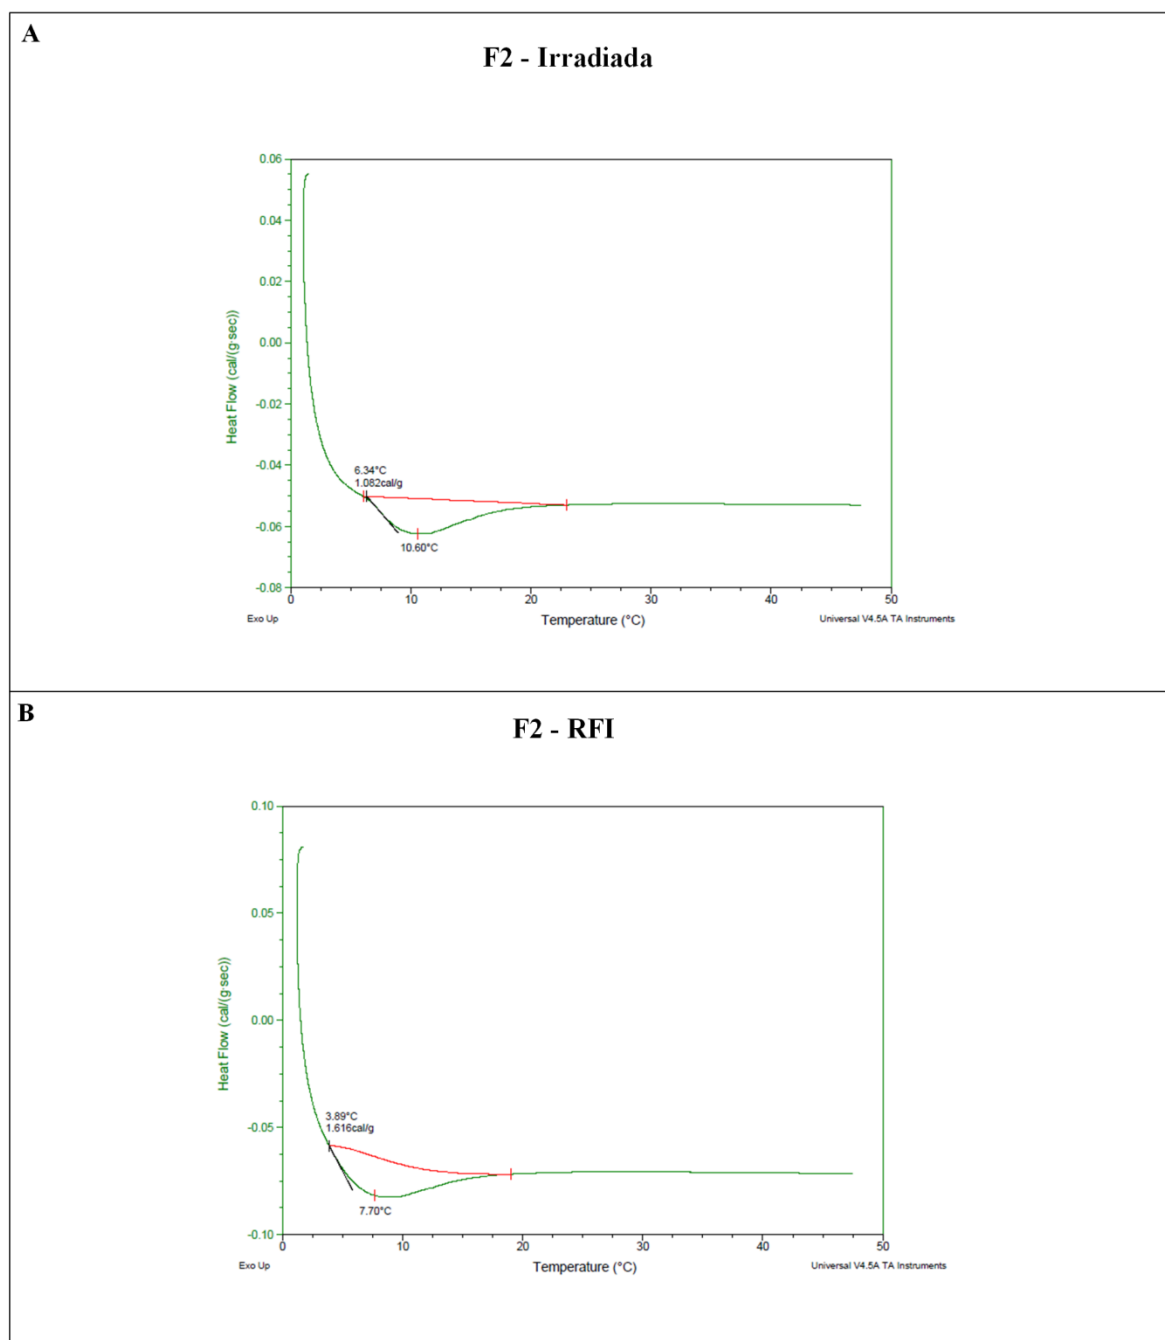 A
F2 - Irradiada
0.06
0.04
0.02
0.00
-0.02
-0.04
-0.06
-0.08
Heat Flow (cal/(g·sec))
6.34°C
1.082cal/g
10.60°C
0 10 20 30 40 50
Exo Up
Temperature (°C)
Universal V4.5A TA Instruments
B
F2 - RFI
0.10
0.05
0.00
-0.05
-0.10
Heat Flow (cal/(g·sec))
3.89°C
1.616cal/g
7.70°C
0 10 20 30 40 50
Exo Up
Temperature (°C)
Universal V4.5A TA Instruments